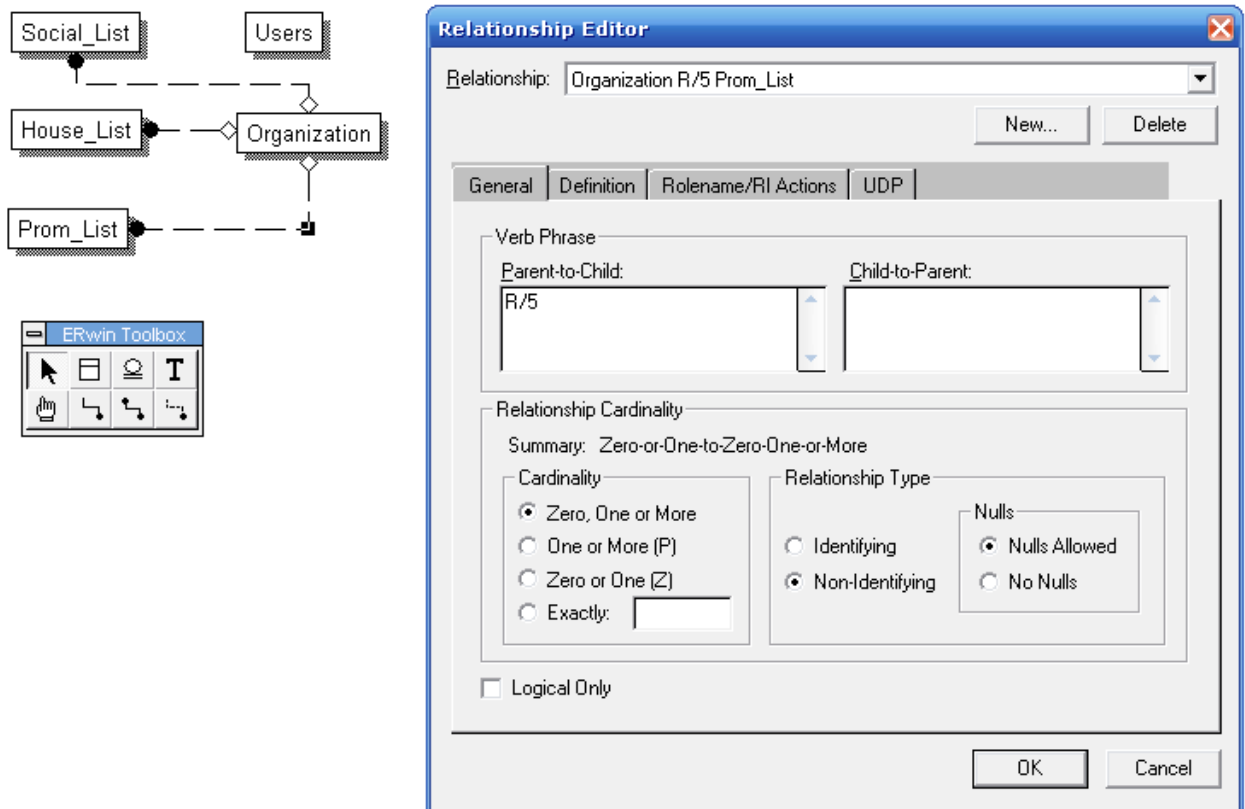 Social_List
Users
House_List
Organization
Prom_List
ERwin Toolbox
T
Relationship Editor
Relationship: Organization R/5 Prom_List
New... Delete
General Definition Rolename/RI Actions UDP
Verb Phrase
Parent-to-Child: Child-to-Parent:
R/5
Relationship Cardinality
Summary: Zero-or-One-to-Zero-One-or-More
Cardinality
Zero, One or More
One or More (P)
Zero or One (Z)
Exactly:
Relationship Type
Identifying
Non-Identifying
Nulls
Nulls Allowed
No Nulls
Logical Only
OK Cancel